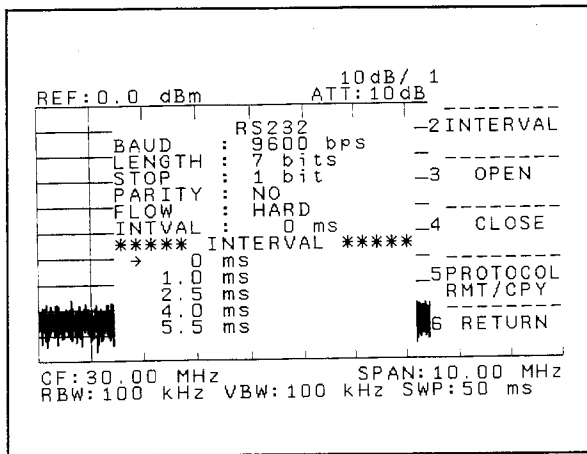 10dB/ 1
REF:0.0 dBm ATT:10dB
RS232
BAUD : 9600 bps
LENGTH : 7 bits
STOP : 1 bit
PARITY : NO
FLOW : HARD
INTVAL : 0 ms
***** INTERVAL *****
→ 0 ms
1.0 ms
2.5 ms
4.0 ms
5.5 ms
2 INTERVAL
3 OPEN
4 CLOSE
5 PROTOCOL
RMT/CPY
6 RETURN
CF:30.00 MHz SPAN:10.00 MHz
RBW:100 kHz VBW:100 kHz SWP:50 ms